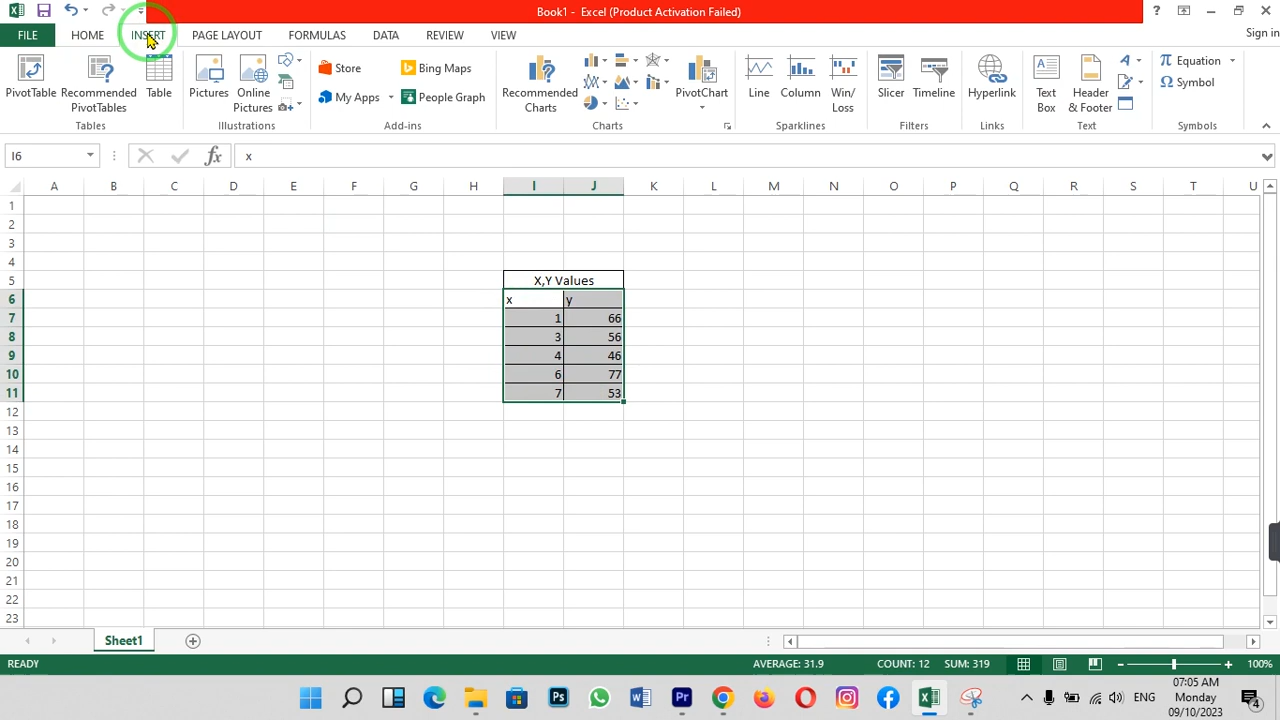 Book1 - Excel (Product Activation Failed)
?
FILE HOME INSERT PAGE LAYOUT FORMULAS DATA REVIEW VIEW Sign in
PivotTable
Recommended
PivotTables
Table
Pictures
Online
Pictures
Store
My Apps
Bing Maps
People Graph
Recommended
Charts
PivotChart
Line
Column
Win/
Loss
Slicer
Timeline
Hyperlink
Text
Box
Header
& Footer
Equation
Symbol
Tables Illustrations Add-ins Charts Sparklines Filters Links Text Symbols
I6 fx x
A B C D E F G H I J K L M N O P Q R S T U
1
2
3
4
5 X,Y Values
6 x y
7 1 66
8 3 56
9 4 46
10 6 77
11 7 53
12
13
14
15
16
17
18
19
20
21
22
23
Sheet1
READY AVERAGE: 31.9 COUNT: 12 SUM: 319 100%
Ps W Pr ENG
07:05 AM
Monday
09/10/2023
4